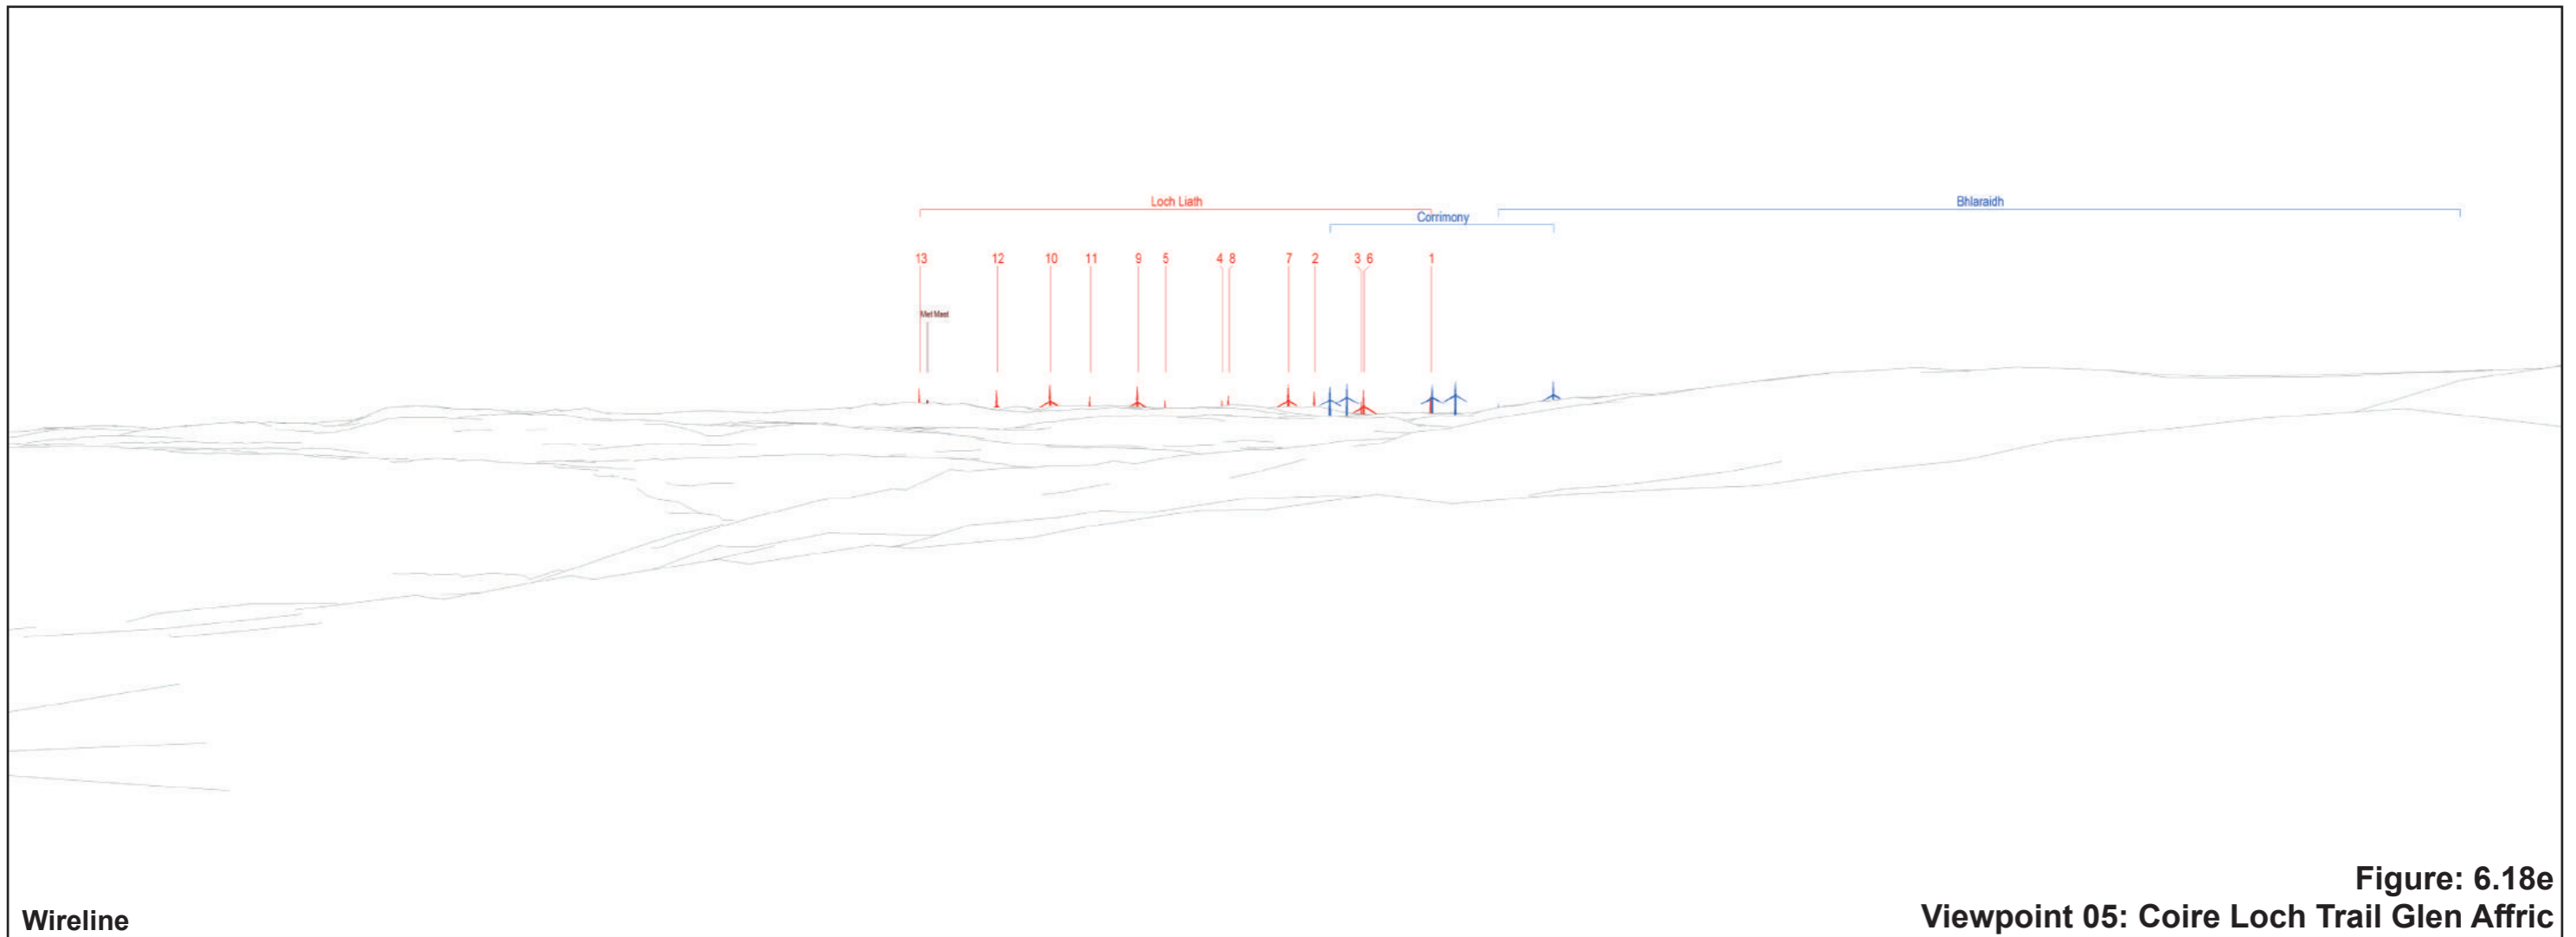 Loch Liath
Bhlaraidh
Corrimony
13 12 10 11 9 5 4 8 7 2 3 6 1
Met Mast
Wireline
Figure: 6.18e
Viewpoint 05: Coire Loch Trail Glen Affric